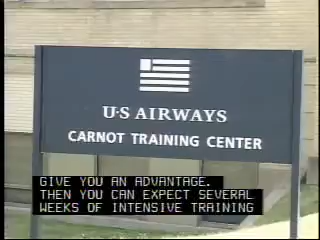 U·S AIRWAYS
CARNOT TRAINING CENTER
GIVE YOU AN ADVANTAGE.
THEN YOU CAN EXPECT SEVERAL
WEEKS OF INTENSIVE TRAINING